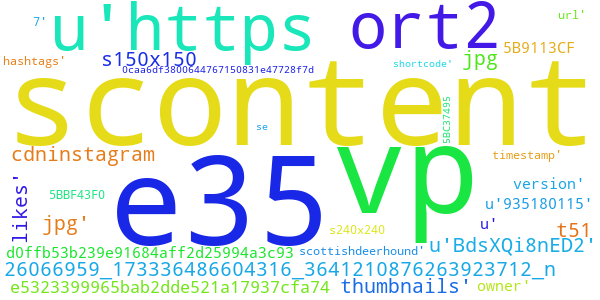 7'
u'https
ort2
url'
hashtags'
s150x150
5B9113CF
jpg
0caa6df3800644767150831e47728f7d
shortcode'
scontent
5BC37495
se
cdninstagram
e35
vp
timestamp'
likes'
5BBF43F0
version'
u'935180115'
jpg'
s240x240
u'
t51
d0ffb53b239e91684aff2d25994a3c93
scottishdeerhound'
u'BdsXQi8nED2'
26066959_173336486604316_3641210876263923712_n
e5323399965bab2dde521a17937cfa74
thumbnails'
owner'